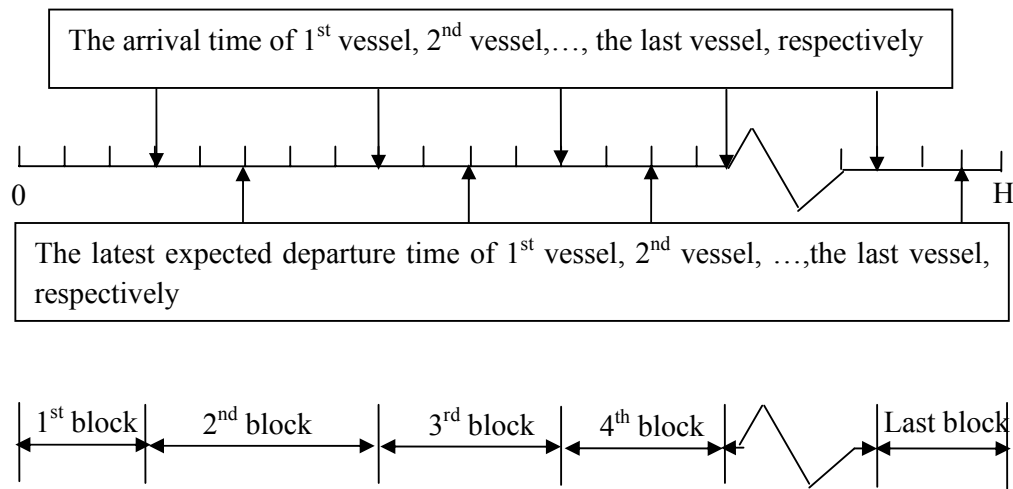 The arrival time of 1st vessel, 2nd vessel,…, the last vessel, respectively
0
H
The latest expected departure time of 1st vessel, 2nd vessel, …,the last vessel,
respectively
1st block
2nd block
3rd block
4th block
Last block